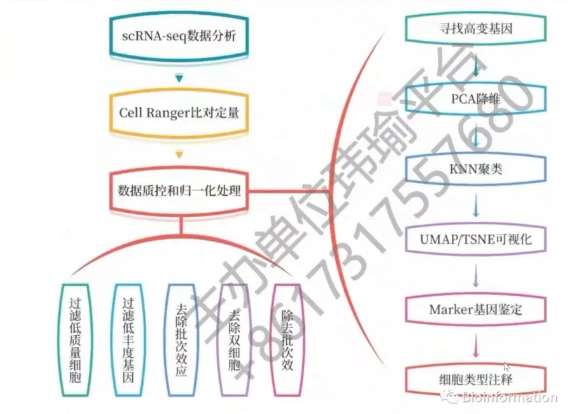 scRNA-seq数据分析
Cell Ranger比对定量
数据质控和归一化处理
过滤低质量细胞
过滤低丰度基因
去除批次效应
去除双细胞
除去批次效
寻找高变基因
PCA降维
KNN聚类
UMAP/TSNE可视化
Marker基因鉴定
细胞类型注释
主办单位玮瑜平台
+8617317557680
BioInformation